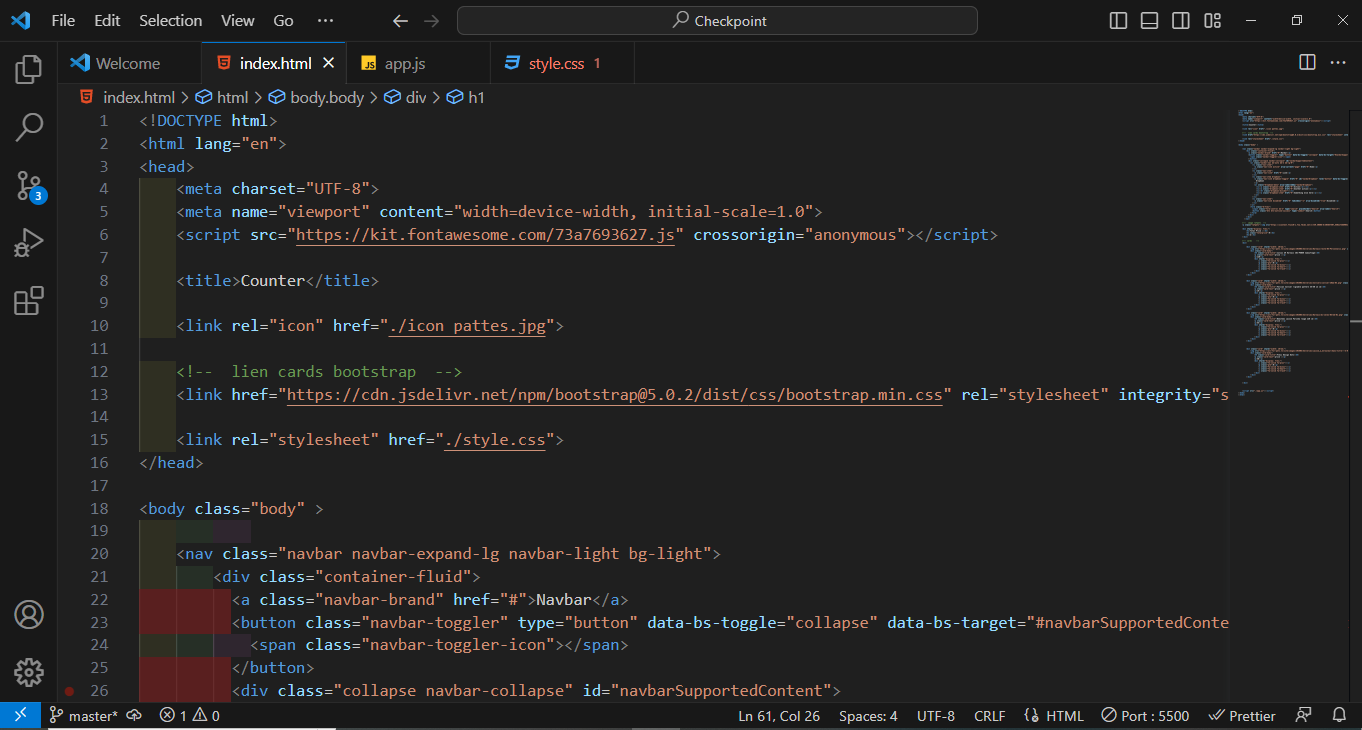 File Edit Selection View Go ··· Checkpoint
Welcome index.html app.js style.css 1
index.html > html > body.body > div > h1
1 <!DOCTYPE html>
2 <html lang="en">
3 <head>
4 <meta charset="UTF-8">
5 <meta name="viewport" content="width=device-width, initial-scale=1.0">
6 <script src="https://kit.fontawesome.com/73a7693627.js" crossorigin="anonymous"></script>
7
8 <title>Counter</title>
9
10 <link rel="icon" href="./icon pattes.jpg">
11
12 <!--  lien cards bootstrap  -->
13 <link href="https://cdn.jsdelivr.net/npm/bootstrap@5.0.2/dist/css/bootstrap.min.css" rel="stylesheet" integrity="s
14
15 <link rel="stylesheet" href="./style.css">
16 </head>
17
18 <body class="body" >
19
20 <nav class="navbar navbar-expand-lg navbar-light bg-light">
21 <div class="container-fluid">
22 <a class="navbar-brand" href="#">Navbar</a>
23 <button class="navbar-toggler" type="button" data-bs-toggle="collapse" data-bs-target="#navbarSupportedConte
24 <span class="navbar-toggler-icon"></span>
25 </button>
3
26 <div class="collapse navbar-collapse" id="navbarSupportedContent">
master* 1 0 Ln 61, Col 26 Spaces: 4 UTF-8 CRLF HTML Port : 5500 Prettier